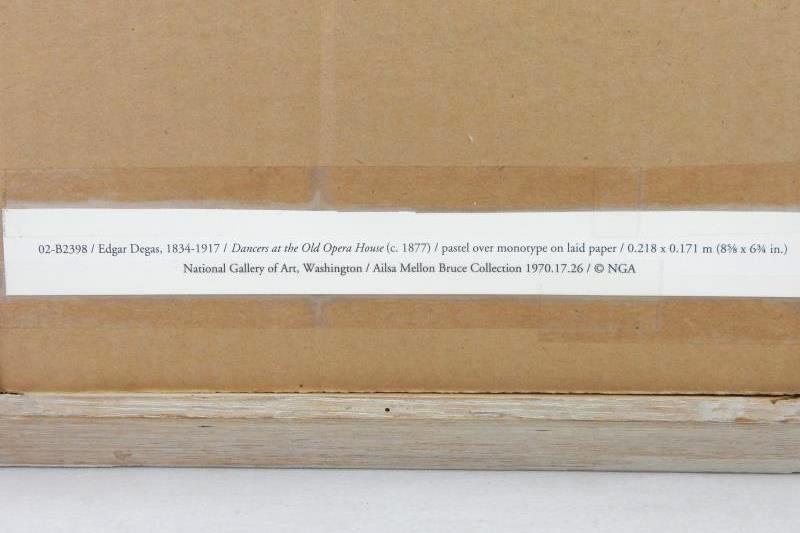 02-B2398 / Edgar Degas, 1834-1917 / Dancers at the Old Opera House (c. 1877) / pastel over monotype on laid paper / 0.218 x 0.171 m (8⅝ x 6¾ in.)
National Gallery of Art, Washington / Ailsa Mellon Bruce Collection 1970.17.26 / © NGA